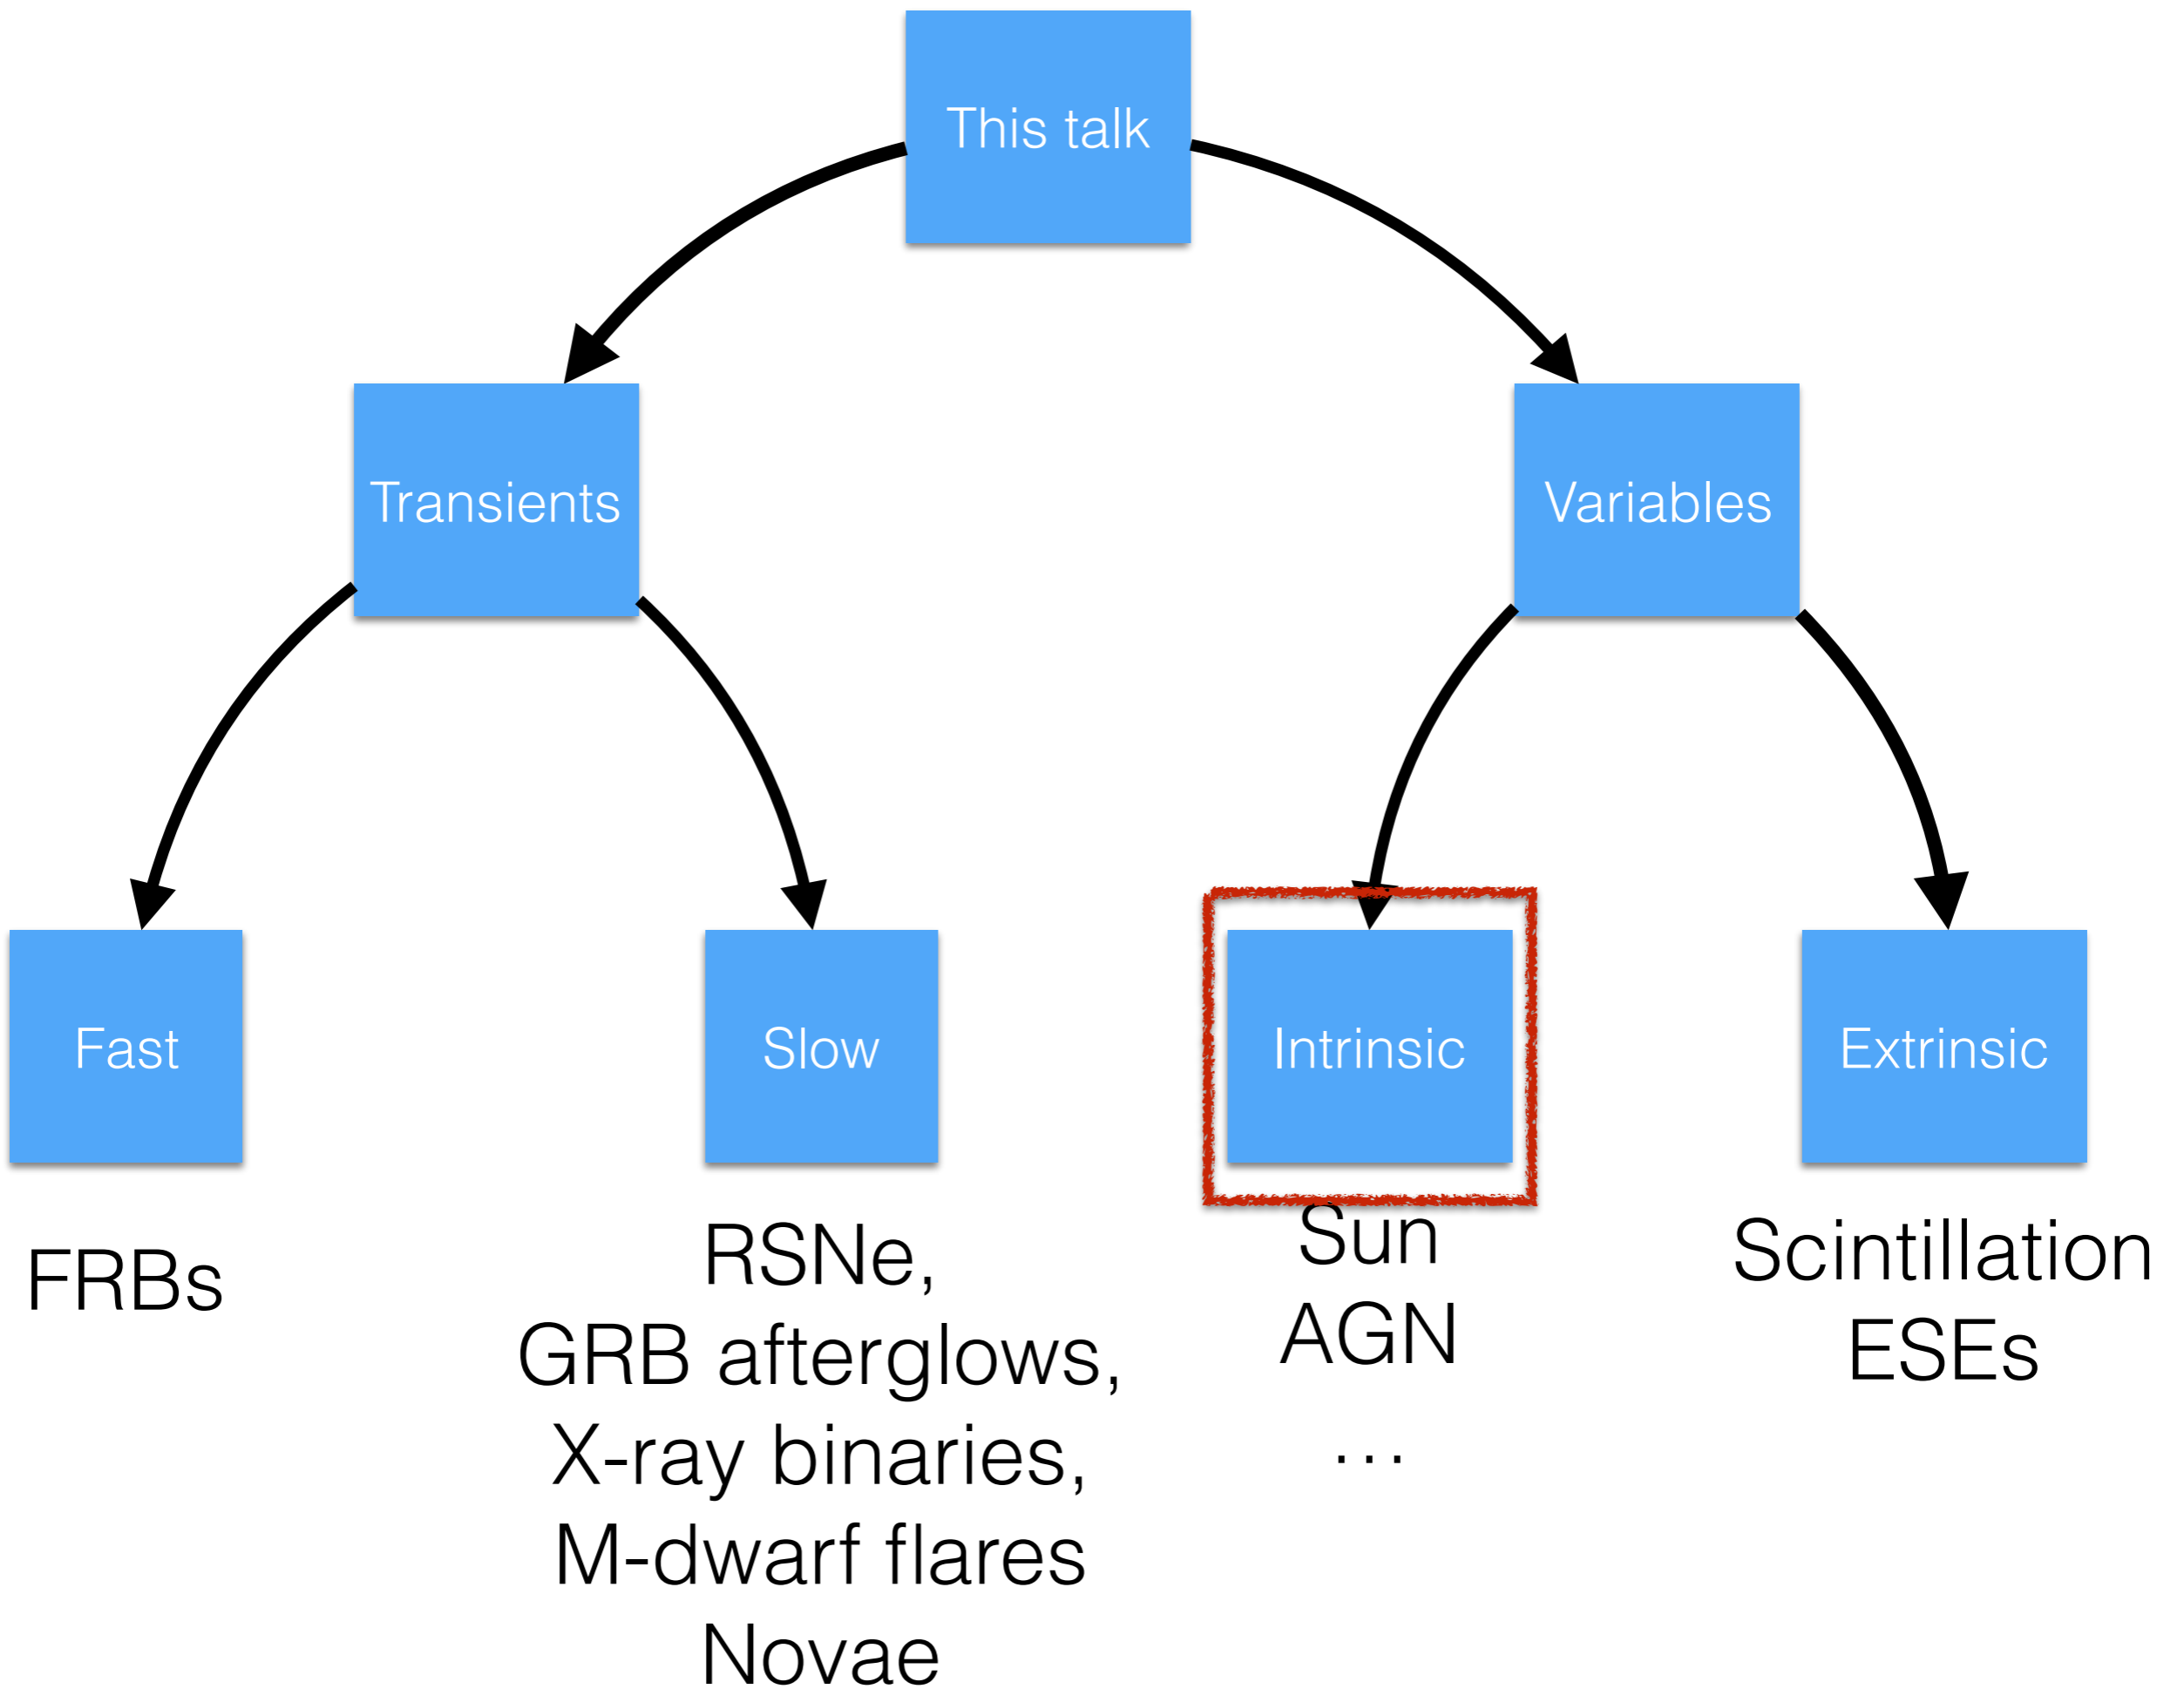 This talk
Transients
Variables
Fast
Slow
Intrinsic
Extrinsic
FRBs
RSNe,
GRB afterglows,
X-ray binaries,
M-dwarf flares
Novae
Sun
AGN
...
Scintillation
ESEs